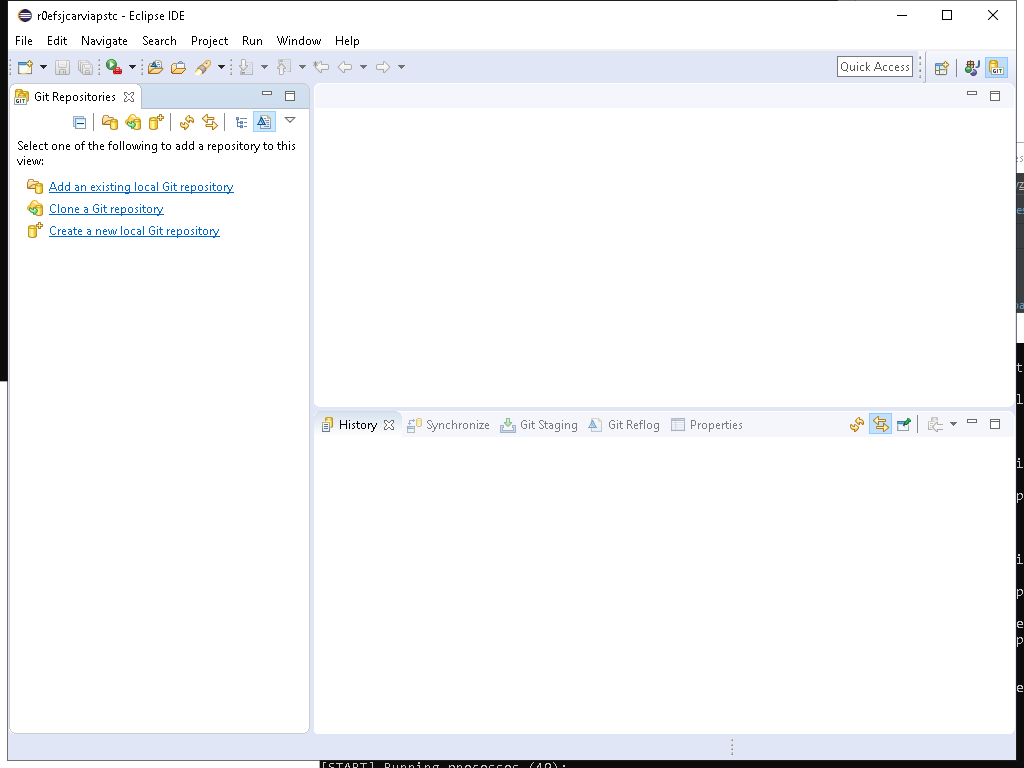 r0efsjcarviapstc - Eclipse IDE
File Edit Navigate Search Project Run Window Help
Quick Access
GIT
Git Repositories
Select one of the following to add a repository to this
view:
Add an existing local Git repository
Clone a Git repository
Create a new local Git repository
History Synchronize Git Staging Git Reflog Properties
[START] Running processes (40):